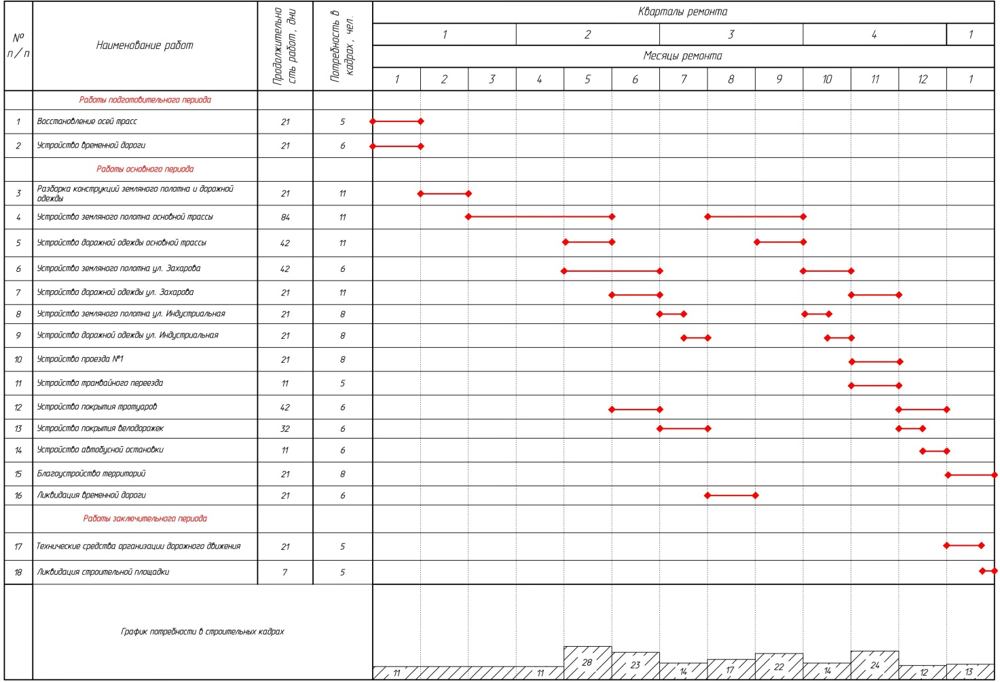 №
п/п
Наименование работ
Продолжительно
сть работ, дни
Потребность в
кадрах, чел.
Кварталы ремонта
1 2 3 4 1
Месяцы ремонта
1 2 3 4 5 6 7 8 9 10 11 12 1
Работы подготовительного периода
1 Восстановление осей трасс 21 5
2 Устройство временной дороги 21 6
Работы основного периода
3 Разборка конструкций земляного полотна и дорожной
одежды 21 11
4 Устройство земляного полотна основной трассы 84 11
5 Устройство дорожной одежды основной трассы 42 11
6 Устройство земляного полотна ул. Захарова 42 6
7 Устройство дорожной одежды ул. Захарова 21 11
8 Устройство земляного полотна ул. Индустриальная 21 8
9 Устройство дорожной одежды ул. Индустриальная 21 8
10 Устройство проезда №1 21 8
11 Устройство трамвайного переезда 11 5
12 Устройство покрытия тротуаров 42 6
13 Устройство покрытия велодорожек 32 6
14 Устройство автобусной остановки 11 6
15 Благоустройство территорий 21 8
16 Ликвидация временной дороги 21 6
Работы заключительного периода
17 Технические средства организации дорожного движения 21 5
18 Ликвидация строительной площадки 7 5
График потребности в строительных кадрах
11 11 28 23 14 17 22 14 24 12 13